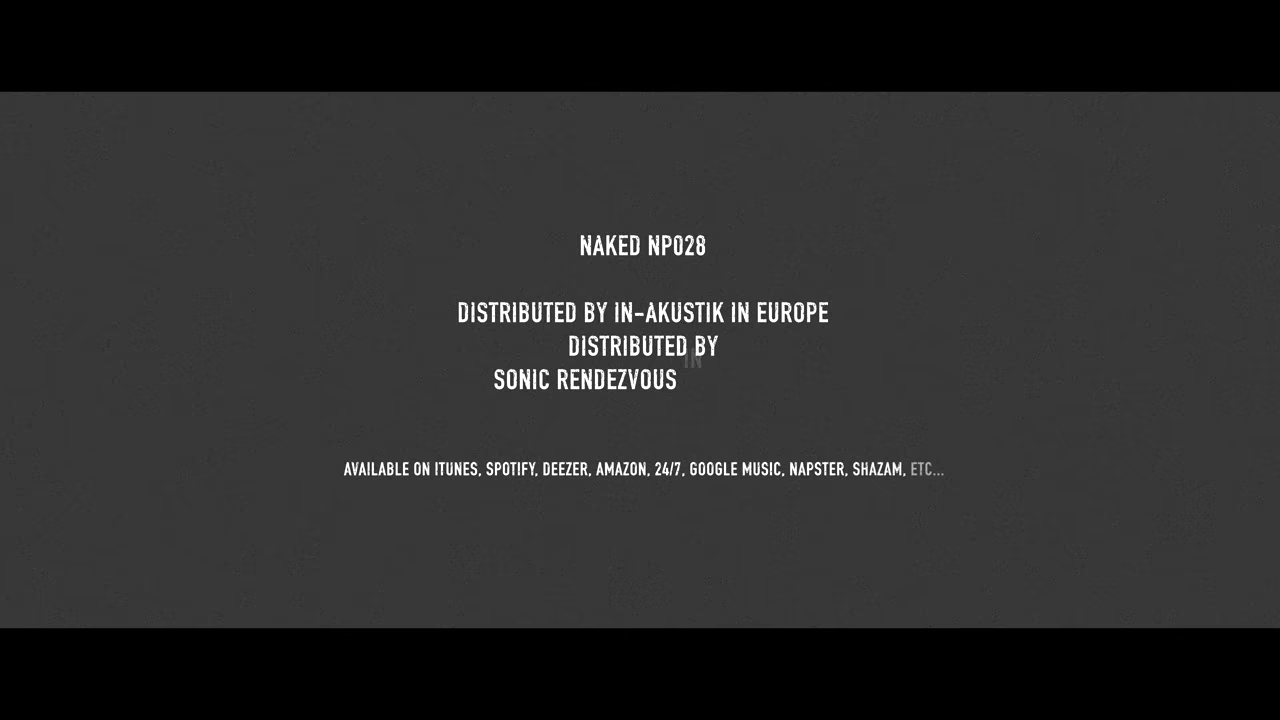 NAKED NP028
DISTRIBUTED BY IN-AKUSTIK IN EUROPE
DISTRIBUTED BY
SONIC RENDEZVOUS IN
AVAILABLE ON ITUNES, SPOTIFY, DEEZER, AMAZON, 24/7, GOOGLE MUSIC, NAPSTER, SHAZAM, ETC...